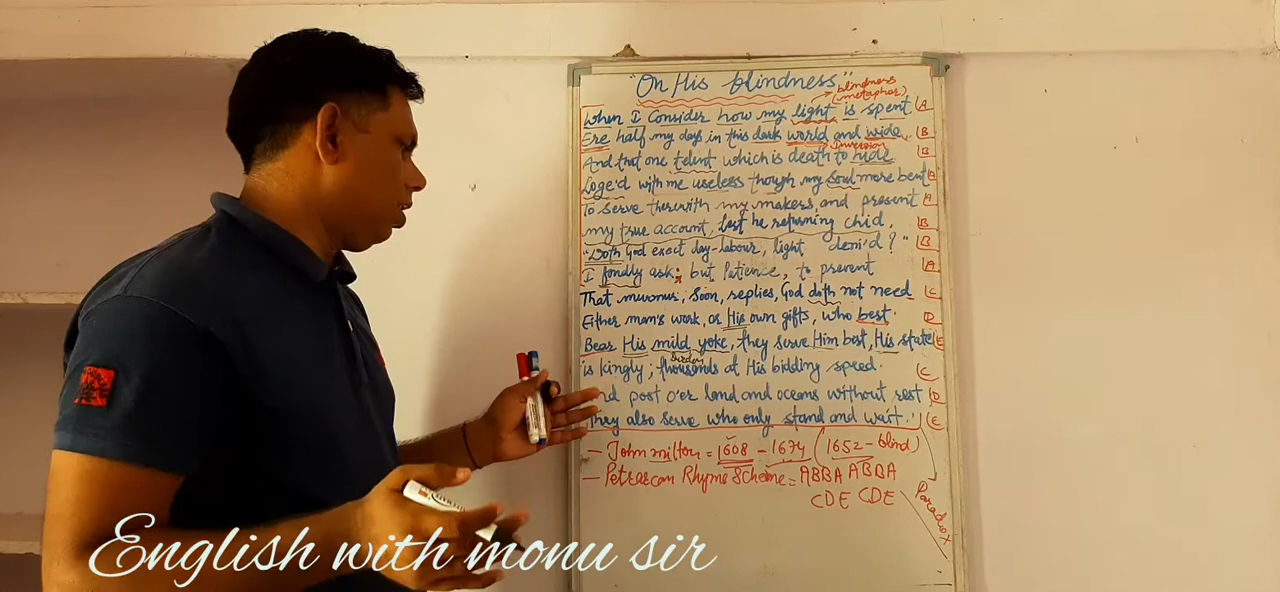 "On His blindness"
blindness
(metaphor)
When I Consider how my light is spent A
Ere half my days in this dark world and wide, B
Inversion
And that one telent which is death to hide B
Loge'd with me useless though my Soul more bent A
To serve therewith my makers, and present A
my true account, lest he returning chid, B
"Doth God exact day-labour, light deni'd?" B
I fondly ask; but Patience, to prevent A
That murmur, Soon, replies, God doth not need C
Either man's work, or His own gifts, who best D
Bear His mild yoke, they serve Him best, His state E
Burden
is kingly; thousands at His bidding speed. C
And post o'er land and oceans without rest D
They also serve who only stand and wait." E
- John milton = 1608 - 1674 (1652 - blind)
- Petrarcan Rhyme Scheme = ABBA ABBA
CDE CDE
Paradox
English with monu sir